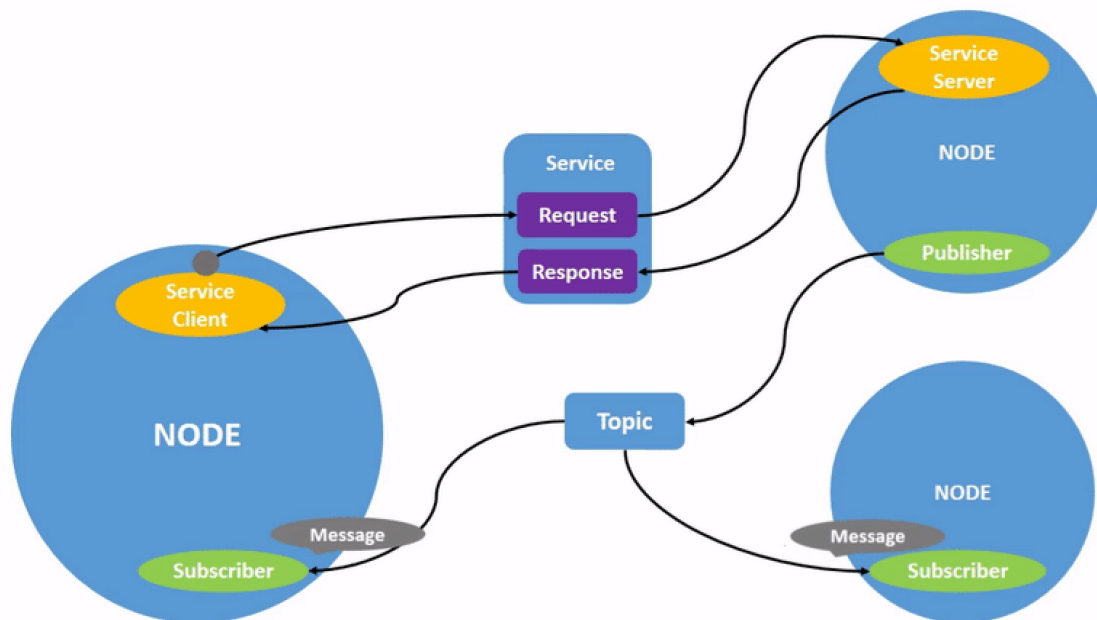 Service
Server
NODE
Service
Request
Response
Publisher
Service
Client
NODE
Topic
NODE
Message
Subscriber
Message
Subscriber